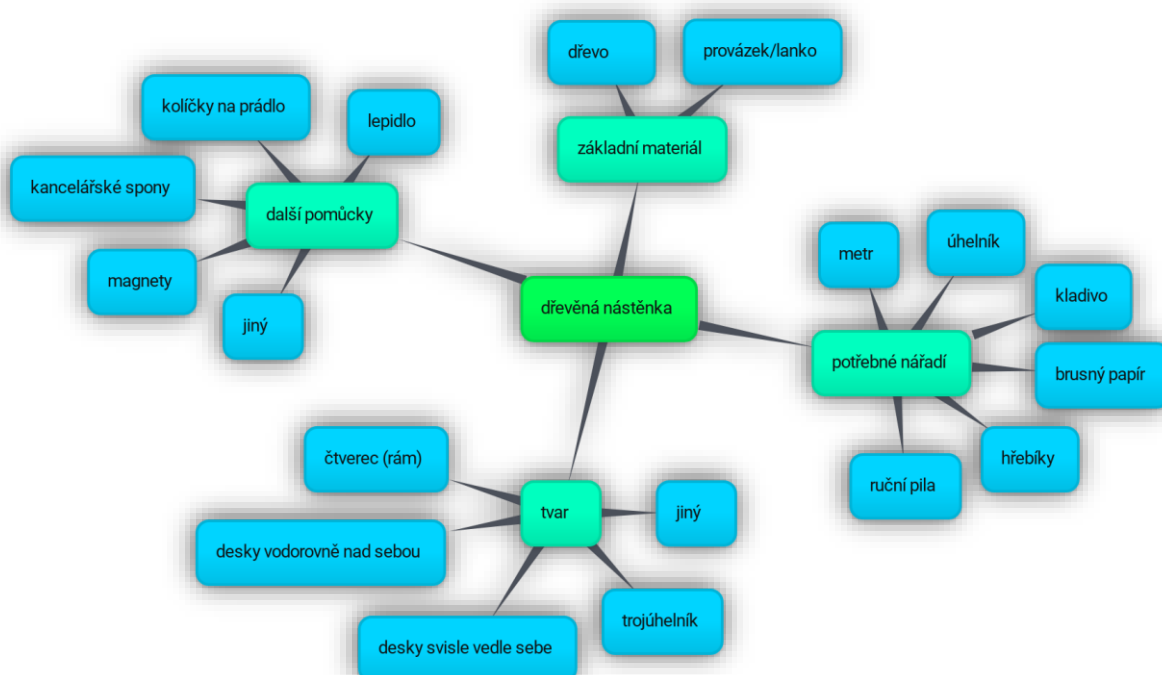 dřevo
provázek/lanko
základní materiál
kolíčky na prádlo
lepidlo
kancelářské spony
další pomůcky
magnety
jiný
dřevěná nástěnka
metr
úhelník
kladivo
potřebné nářadí
brusný papír
hřebíky
ruční pila
čtverec (rám)
tvar
jiný
desky vodorovně nad sebou
trojúhelník
desky svisle vedle sebe